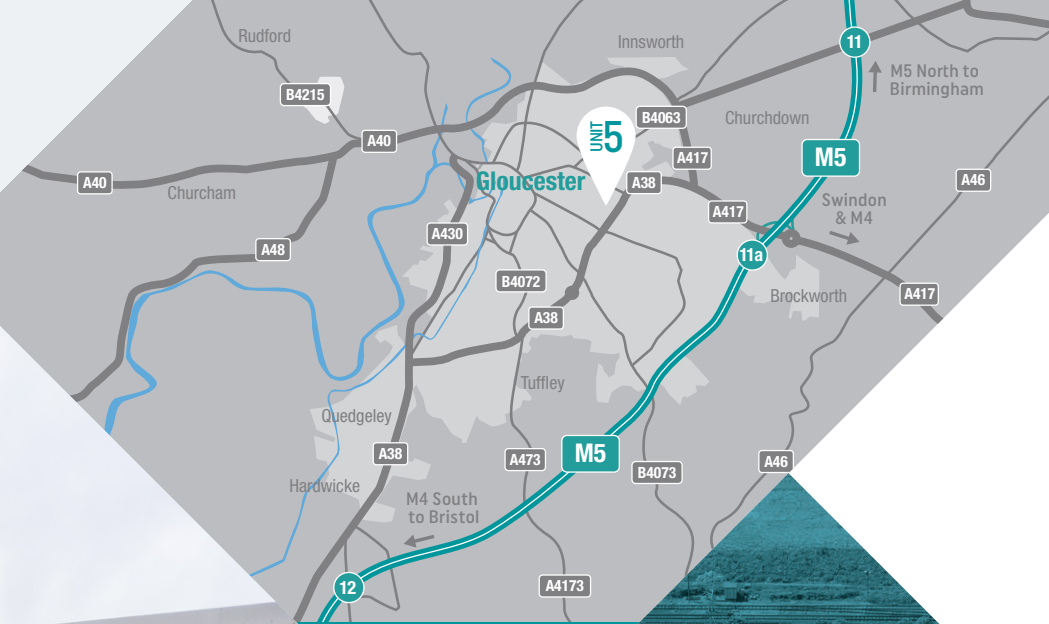 Rudford
Innsworth
11
M5 North to
Birmingham
B4215
B4063
Churchdown
A40
A417
M5
UNIT 5
Gloucester
A38
A40
Churcham
A46
Swindon
& M4
A417
A430
A48
11a
B4072
Brockworth
A417
A38
Tuffley
Quedgeley
A38
A473
M5
B4073
A46
Hardwicke
M4 South
to Bristol
12
A4173